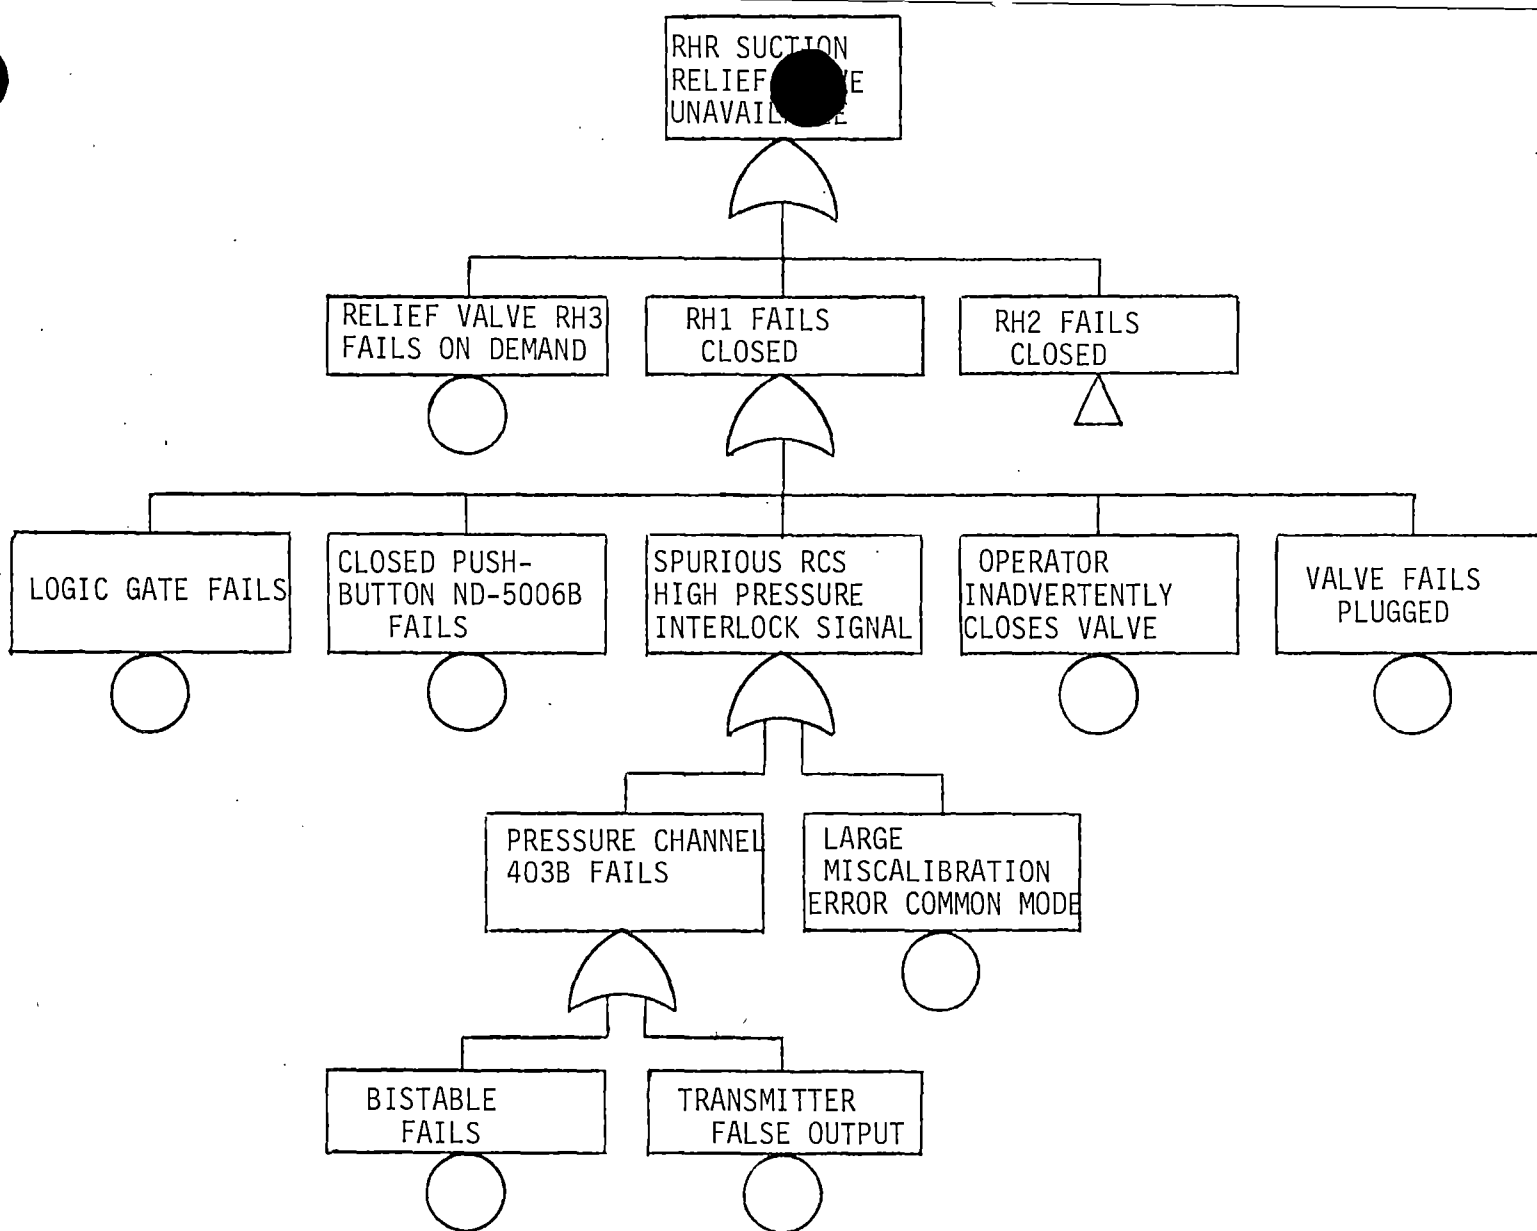 RHR SUCTION
RELIEF
RELIEF VALVE RH3
FAILS ON DEMAND
RH1 FAILS
CLOSED
RH2 FAILS
CLOSED
LOGIC GATE FAILS
CLOSED PUSH-
BUTTON ND-5006B
FAILS
SPURIOUS RCS
HIGH PRESSURE
INTERLOCK SIGNAL
OPERATOR
INADVERTENTLY
CLOSES VALVE
VALVE FAILS
PLUGGED
PRESSURE CHANNEL
403B FAILS
LARGE
MISCALIBRATION
ERROR COMMON MODE
BISTABLE
FAILS
TRANSMITTER
FALSE OUTPUT